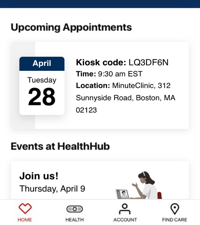 Upcoming Appointments
April
Tuesday
28
Kiosk code: LQ3DF6N
Time: 9:30 am EST
Location: MinuteClinic, 312
Sunnyside Road, Boston, MA
02123
Events at HealthHub
Join us!
Thursday, April 9
HOME
HEALTH
ACCOUNT
FIND CARE